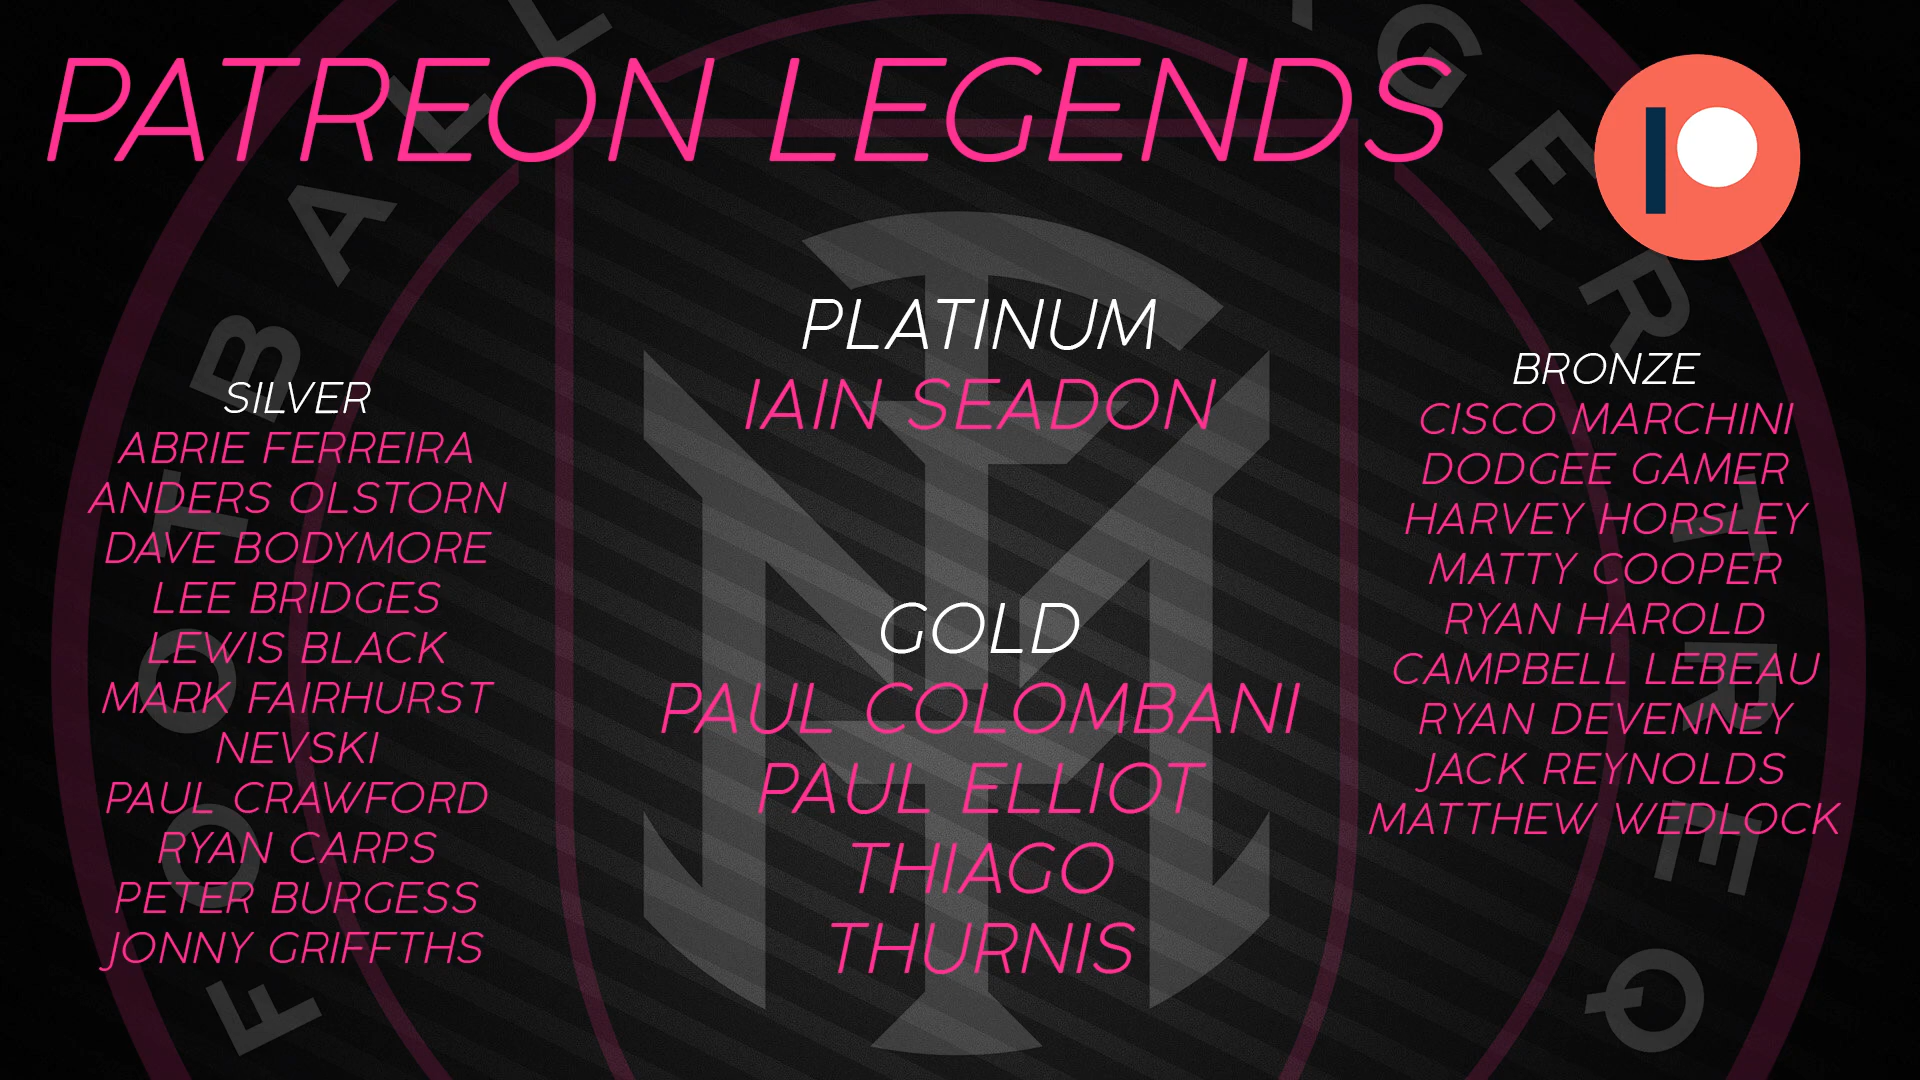 PATREON LEGENDS
PLATINUM
IAIN SEADON
GOLD
PAUL COLOMBANI
PAUL ELLIOT
THIAGO
THURNIS
SILVER
ABRIE FERREIRA
ANDERS OLSTORN
DAVE BODYMORE
LEE BRIDGES
LEWIS BLACK
MARK FAIRHURST
NEVSKI
PAUL CRAWFORD
RYAN CARPS
PETER BURGESS
JONNY GRIFFTHS
BRONZE
CISCO MARCHINI
DODGEE GAMER
HARVEY HORSLEY
MATTY COOPER
RYAN HAROLD
CAMPBELL LEBEAU
RYAN DEVENNEY
JACK REYNOLDS
MATTHEW WEDLOCK
FOOTBALL